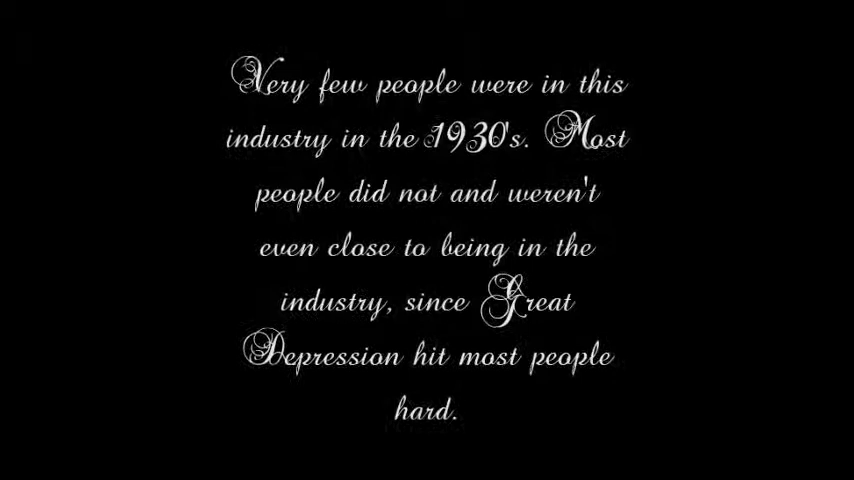 Very few people were in this
industry in the 1930's. Most
people did not and weren't
even close to being in the
industry, since Great
Depression hit most people
hard.